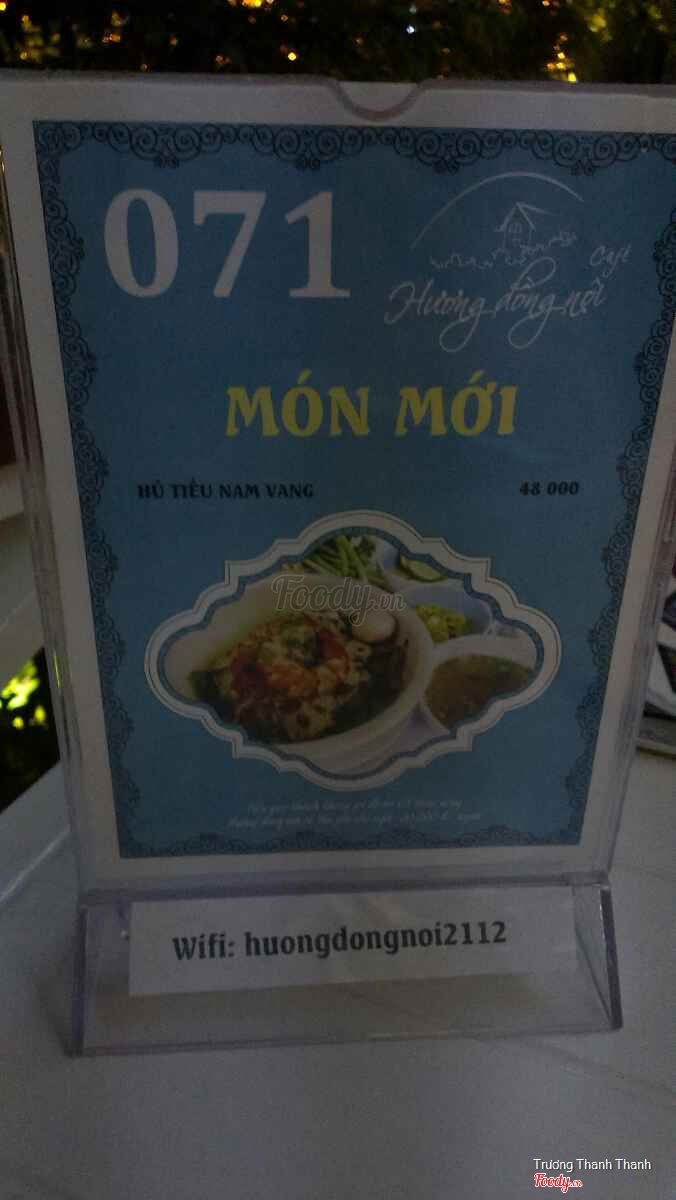 071
Café
Hương đồng nội
MÓN MỚI
HỦ TIẾU NAM VANG 48 000
Foody.vn
Wifi: huongdongnoi2112
Trương Thanh Thanh
Foody.vn